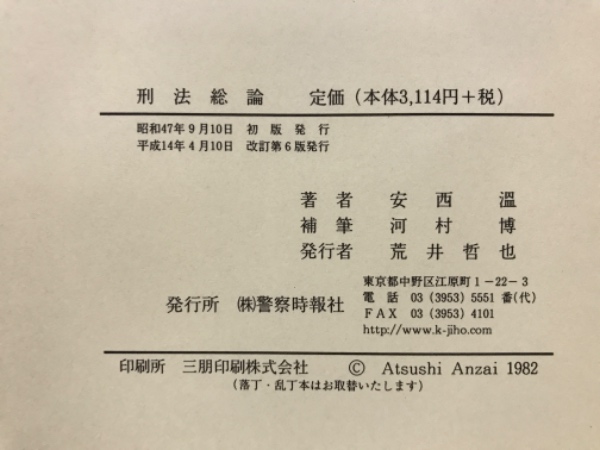 刑法総論 定価(本体3,114円+税)
昭和47年9月10日 初版発行
平成14年4月10日 改訂第6版発行
著者 安西溫
補筆 河村博
発行者 荒井哲也
東京都中野区江原町1-22-3
電話 03(3953)5551番(代)
発行所 ㈱警察時報社
FAX 03(3953)4101
http://www.k-jiho.com
印刷所 三朋印刷株式会社 © Atsushi Anzai 1982
(落丁・乱丁本はお取替いたします)